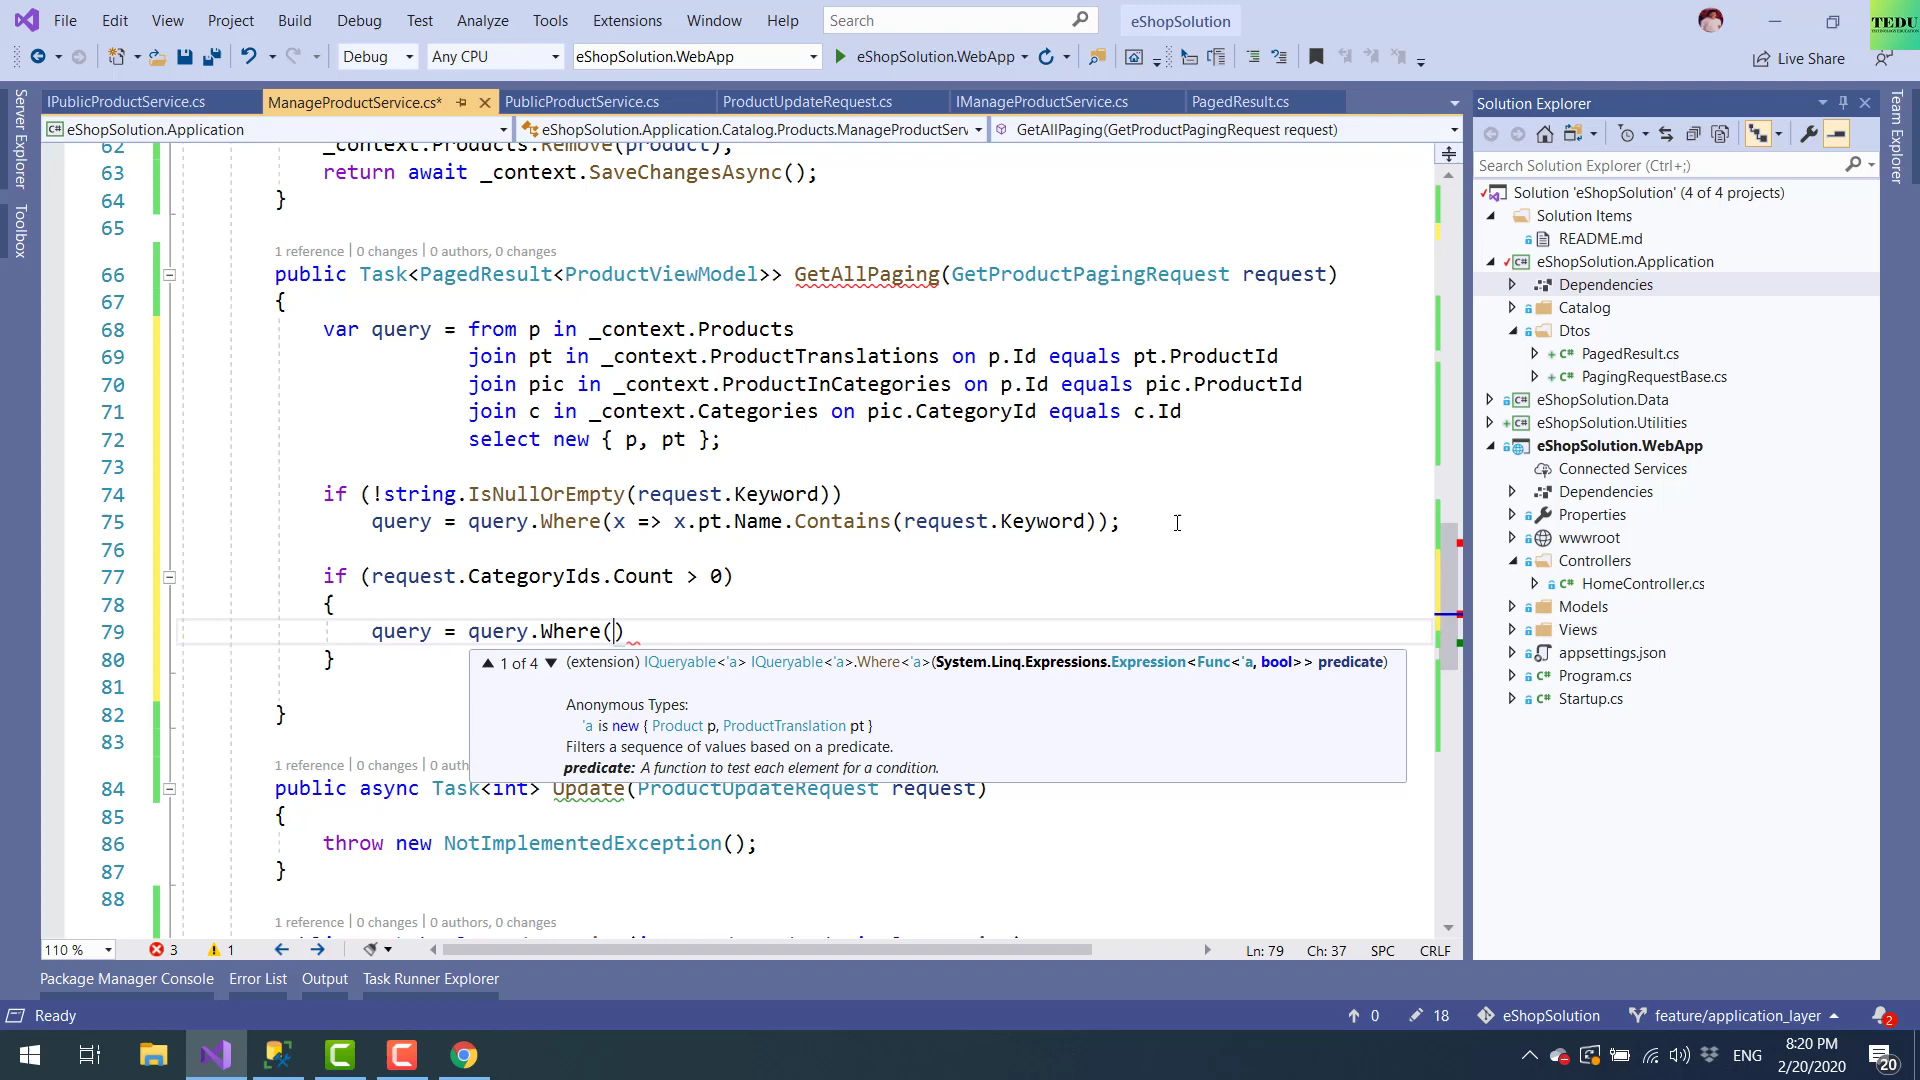 File Edit View Project Build Debug Test Analyze Tools Extensions Window Help Search eShopSolution
TEDU
Debug Any CPU eShopSolution.WebApp eShopSolution.WebApp Live Share
Server Explorer
Toolbox
IPublicProductService.cs ManageProductService.cs* PublicProductService.cs ProductUpdateRequest.cs IManageProductService.cs PagedResult.cs
eShopSolution.Application eShopSolution.Application.Catalog.Products.ManageProductServ GetAllPaging(GetProductPagingRequest request)
62 _context.Products.Remove(product);
63 return await _context.SaveChangesAsync();
64 }
65
1 reference | 0 changes | 0 authors, 0 changes
66 public Task<PagedResult<ProductViewModel>> GetAllPaging(GetProductPagingRequest request)
67 {
68 var query = from p in _context.Products
69 join pt in _context.ProductTranslations on p.Id equals pt.ProductId
70 join pic in _context.ProductInCategories on p.Id equals pic.ProductId
71 join c in _context.Categories on pic.CategoryId equals c.Id
72 select new { p, pt };
73
74 if (!string.IsNullOrEmpty(request.Keyword))
75 query = query.Where(x => x.pt.Name.Contains(request.Keyword));
76
77 if (request.CategoryIds.Count > 0)
78 {
79 query = query.Where()
80 }
1 of 4 (extension) IQueryable<'a> IQueryable<'a>.Where<'a>(System.Linq.Expressions.Expression<Func<'a, bool>> predicate)
81
Anonymous Types:
82 }
'a is new { Product p, ProductTranslation pt }
83
Filters a sequence of values based on a predicate.
predicate: A function to test each element for a condition.
1 reference | 0 changes | 0 auth
84 public async Task<int> Update(ProductUpdateRequest request)
85 {
86 throw new NotImplementedException();
87 }
88
1 reference | 0 changes | 0 authors, 0 changes
110 % 3 1 Ln: 79 Ch: 37 SPC CRLF
Solution Explorer
Search Solution Explorer (Ctrl+;)
Solution 'eShopSolution' (4 of 4 projects)
Solution Items
README.md
eShopSolution.Application
Dependencies
Catalog
Dtos
PagedResult.cs
PagingRequestBase.cs
eShopSolution.Data
eShopSolution.Utilities
eShopSolution.WebApp
Connected Services
Dependencies
Properties
wwwroot
Controllers
HomeController.cs
Models
Views
appsettings.json
Program.cs
Startup.cs
Team Explorer
Package Manager Console Error List Output Task Runner Explorer
Ready 0 18 eShopSolution feature/application_layer 2
ENG 8:20 PM
2/20/2020
20